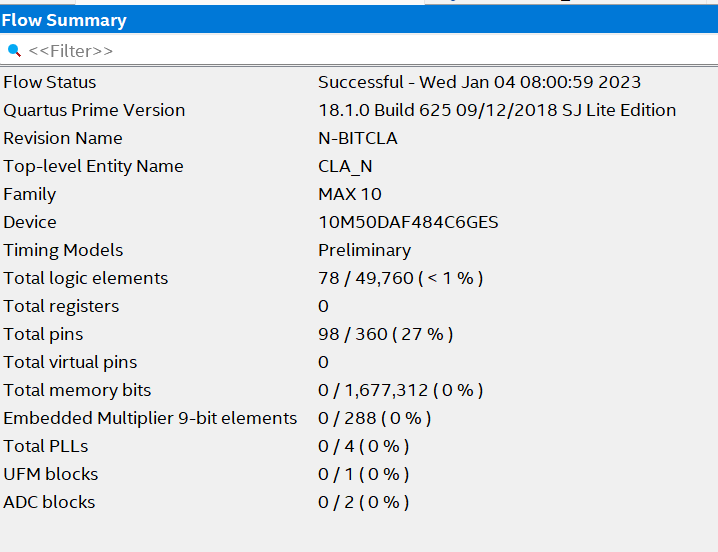 Flow Summary
<<Filter>>
Flow Status Successful - Wed Jan 04 08:00:59 2023
Quartus Prime Version 18.1.0 Build 625 09/12/2018 SJ Lite Edition
Revision Name N-BITCLA
Top-level Entity Name CLA_N
Family MAX 10
Device 10M50DAF484C6GES
Timing Models Preliminary
Total logic elements 78 / 49,760 ( < 1 % )
Total registers 0
Total pins 98 / 360 ( 27 % )
Total virtual pins 0
Total memory bits 0 / 1,677,312 ( 0 % )
Embedded Multiplier 9-bit elements 0 / 288 ( 0 % )
Total PLLs 0 / 4 ( 0 % )
UFM blocks 0 / 1 ( 0 % )
ADC blocks 0 / 2 ( 0 % )